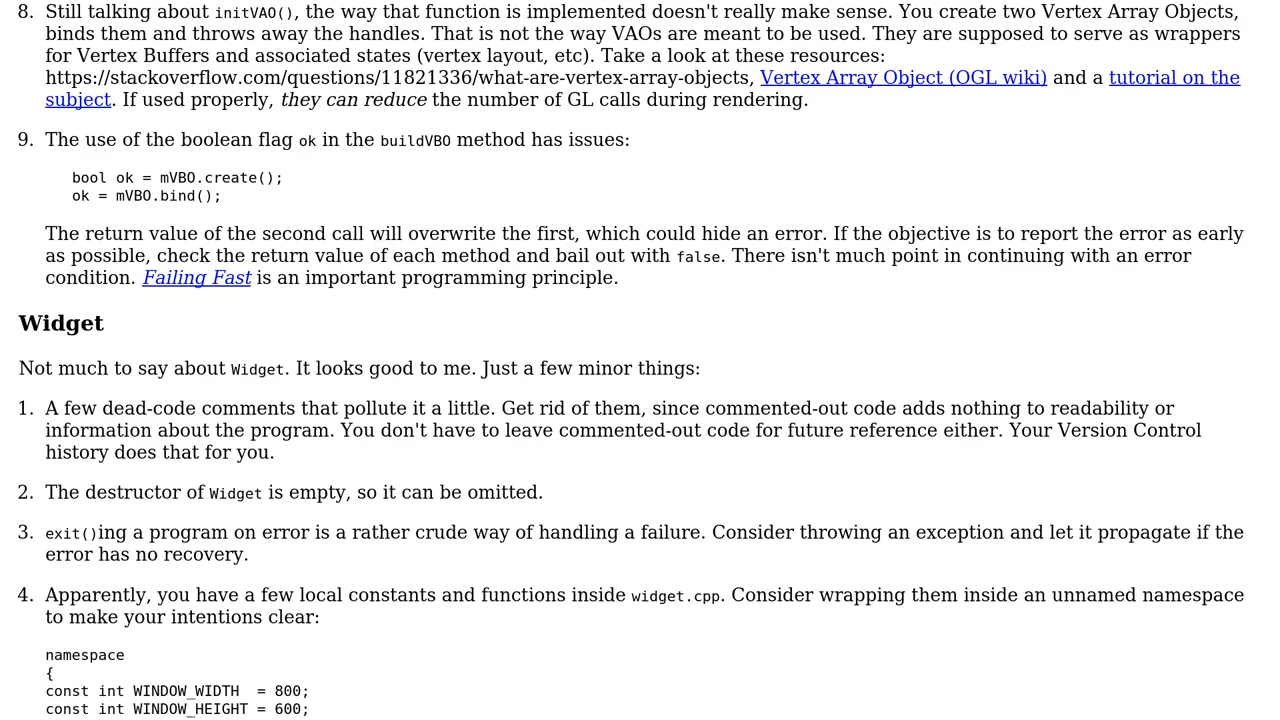 8. Still talking about initVAO(), the way that function is implemented doesn't really make sense. You create two Vertex Array Objects,
binds them and throws away the handles. That is not the way VAOs are meant to be used. They are supposed to serve as wrappers
for Vertex Buffers and associated states (vertex layout, etc). Take a look at these resources:
https://stackoverflow.com/questions/11821336/what-are-vertex-array-objects, Vertex Array Object (OGL wiki) and a tutorial on the
subject. If used properly, they can reduce the number of GL calls during rendering.
9. The use of the boolean flag ok in the buildVBO method has issues:
bool ok = mVBO.create();
ok = mVBO.bind();
The return value of the second call will overwrite the first, which could hide an error. If the objective is to report the error as early
as possible, check the return value of each method and bail out with false. There isn't much point in continuing with an error
condition. Failing Fast is an important programming principle.
Widget
Not much to say about Widget. It looks good to me. Just a few minor things:
1. A few dead-code comments that pollute it a little. Get rid of them, since commented-out code adds nothing to readability or
information about the program. You don't have to leave commented-out code for future reference either. Your Version Control
history does that for you.
2. The destructor of Widget is empty, so it can be omitted.
3. exit()ing a program on error is a rather crude way of handling a failure. Consider throwing an exception and let it propagate if the
error has no recovery.
4. Apparently, you have a few local constants and functions inside widget.cpp. Consider wrapping them inside an unnamed namespace
to make your intentions clear:
namespace
{
const int WINDOW_WIDTH  = 800;
const int WINDOW_HEIGHT = 600;